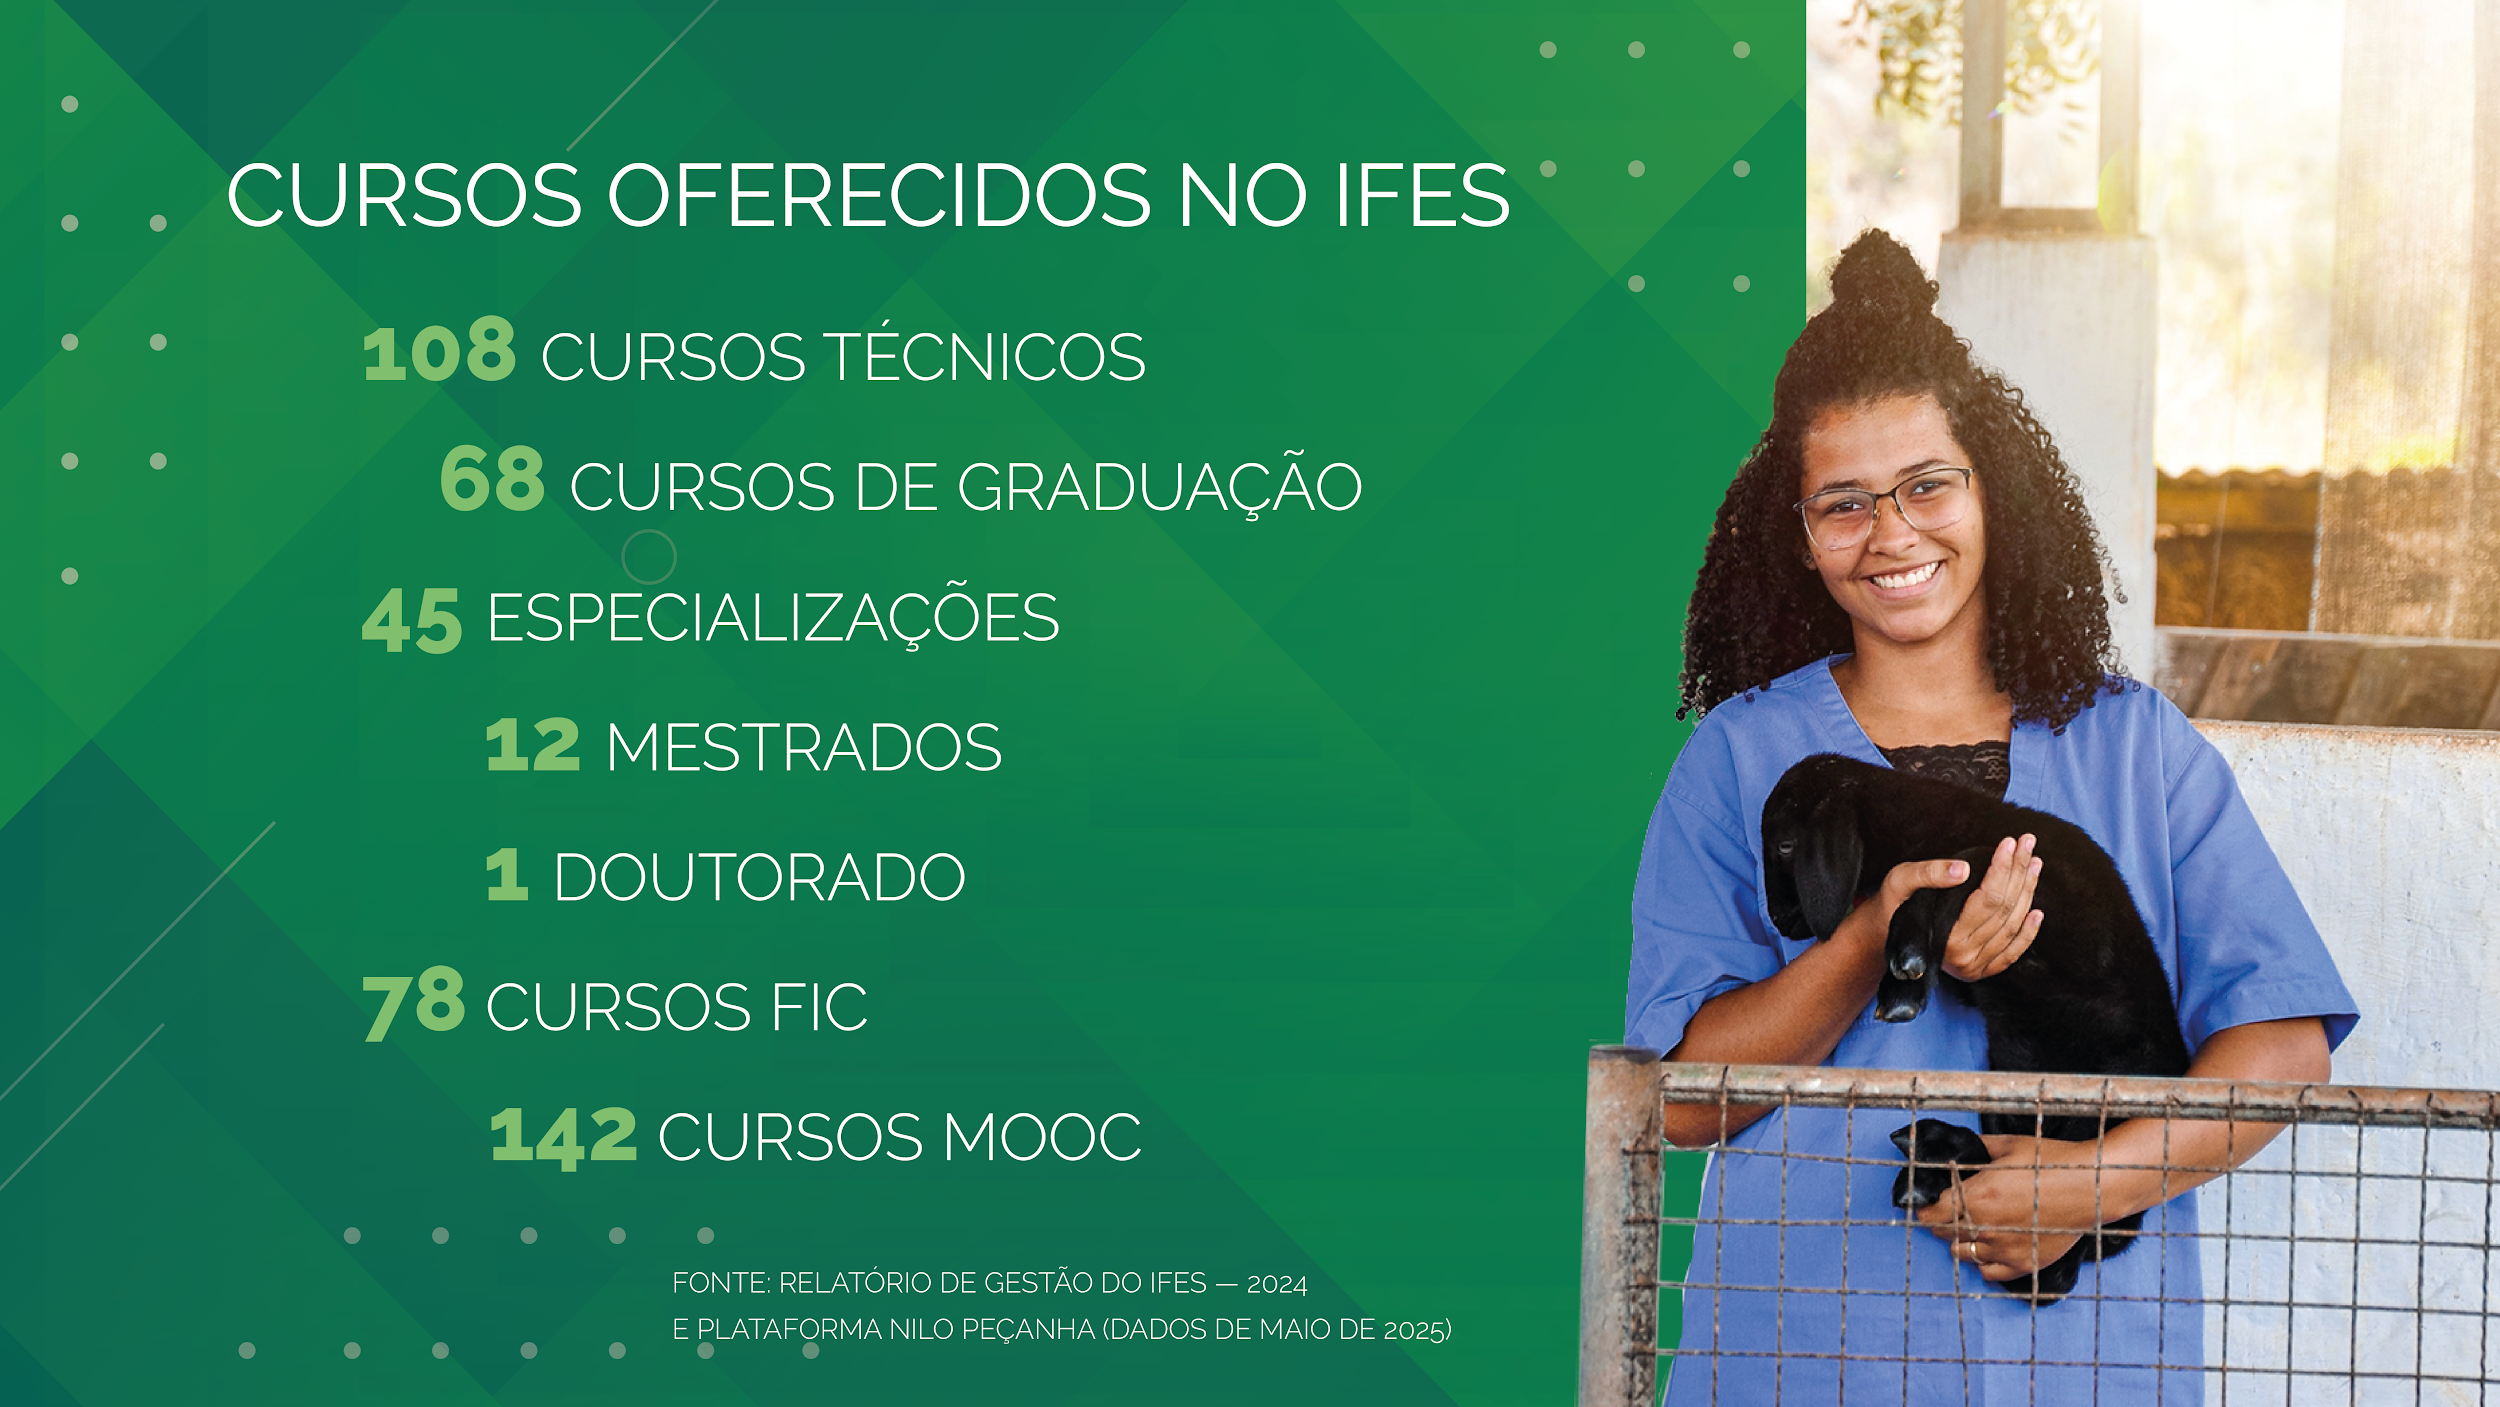 CURSOS OFERECIDOS NO IFES
108 CURSOS TÉCNICOS
68 CURSOS DE GRADUAÇÃO
45 ESPECIALIZAÇÕES
12 MESTRADOS
1 DOUTORADO
78 CURSOS FIC
142 CURSOS MOOC
FONTE: RELATÓRIO DE GESTÃO DO IFES — 2024
E PLATAFORMA NILO PEÇANHA (DADOS DE MAIO DE 2025)